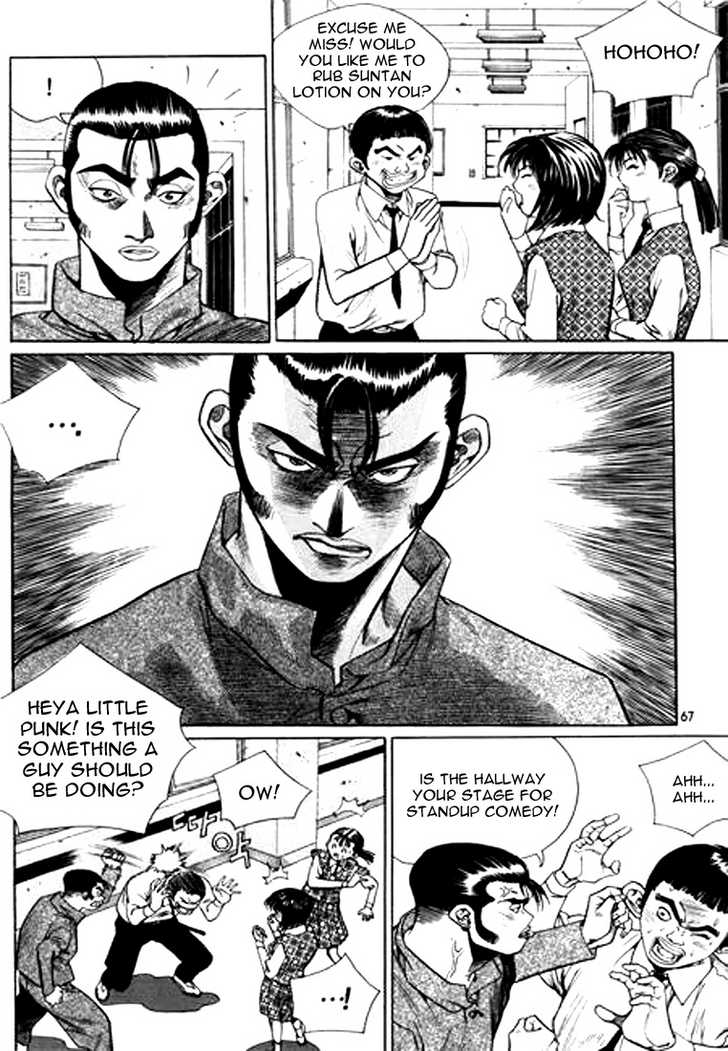 !
EXCUSE ME
MISS! WOULD
YOU LIKE ME TO
RUB SUNTAN
LOTION ON YOU?
HOHOHO!
...,
67
HEYA LITTLE
PUNK! IS THIS
SOMETHING A
GUY SHOULD
BE DOING?
OW!
...!
IS THE HALLWAY
YOUR STAGE FOR
STANDUP COMEDY!
AHH...
AHH...